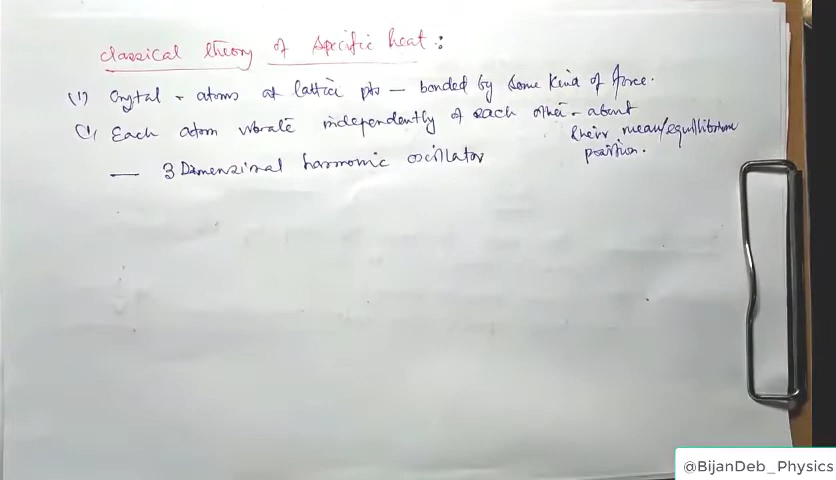 classical theory of specific heat :
(1) Crystal - atoms at lattice pts - bonded by some kind of force.
(1) Each atom vibrate independently of each other - about
their mean/equilibrium
position.
— 3 Dimensional harmonic oscillator
@BijanDeb_Physics